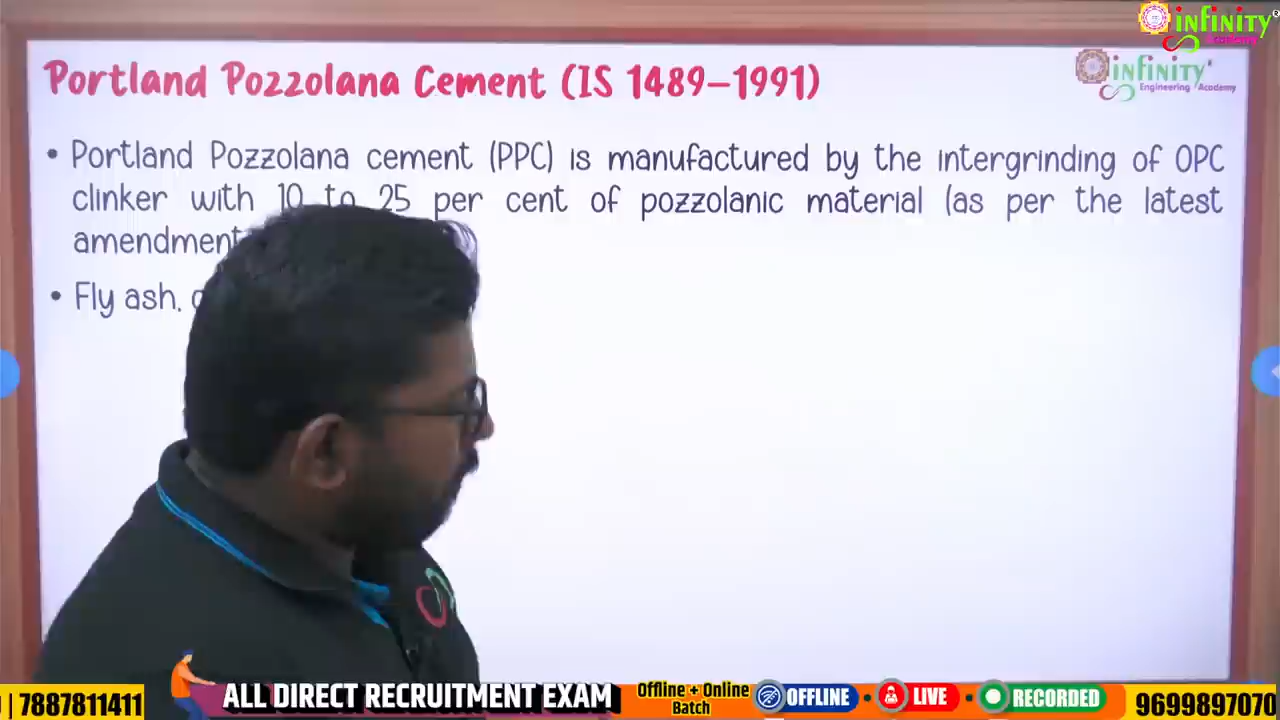 infinity
Academy
Portland Pozzolana Cement (IS 1489-1991)
infinity
Engineering Academy
• Portland Pozzolana cement (PPC) is manufactured by the intergrinding of OPC
clinker with 10 to 25 per cent of pozzolanic material (as per the latest
amendment
• Fly ash,
7887811411
ALL DIRECT RECRUITMENT EXAM
Offline + Online
Batch
OFFLINE
LIVE
RECORDED
9699897070